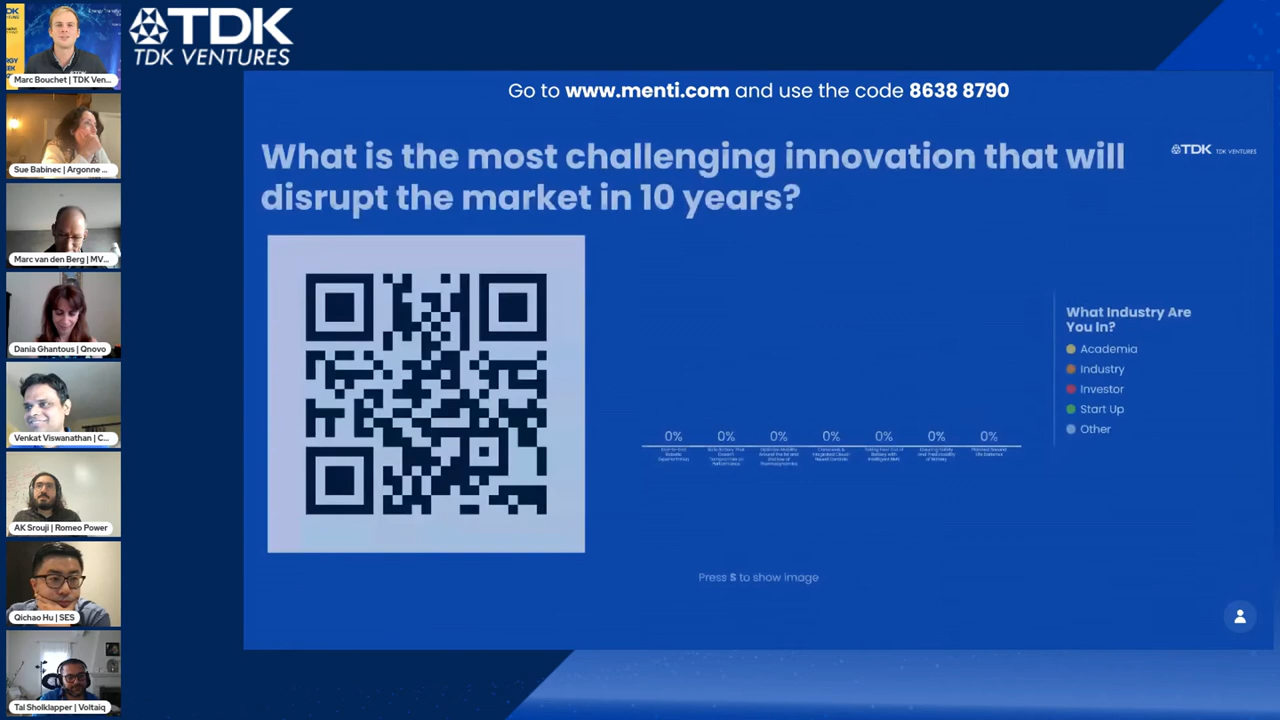 TDK
TDK VENTURES
Marc Bouchet | TDK Ven...
Sue Babinec | Argonne ...
Marc van den Berg | MV...
Dania Ghantous | Qnovo
Venkat Viswanathan | C...
AK Srouji | Romeo Power
Qichao Hu | SES
Tal Sholklapper | Voltaiq
Go to www.menti.com and use the code 8638 8790
What is the most challenging innovation that will
disrupt the market in 10 years?
TDK TDK VENTURES
0% 0% 0% 0% 0% 0% 0%
What Industry Are
You In?
Academia
Industry
Investor
Start Up
Other
Press S to show image